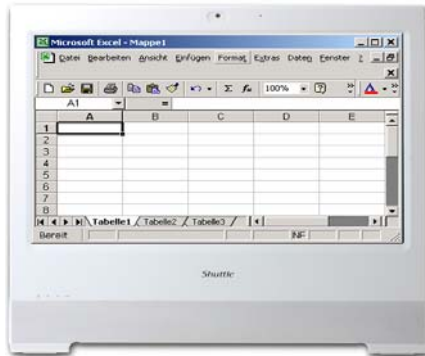 Microsoft Excel - Mappe1
Datei Bearbeiten Ansicht Einfügen Format Extras Daten Fenster ?
100%
A1 =
A B C D E
1
2
3
4
5
6
7
8
Tabelle1 Tabelle2 Tabelle3
Bereit NF
Shuttle